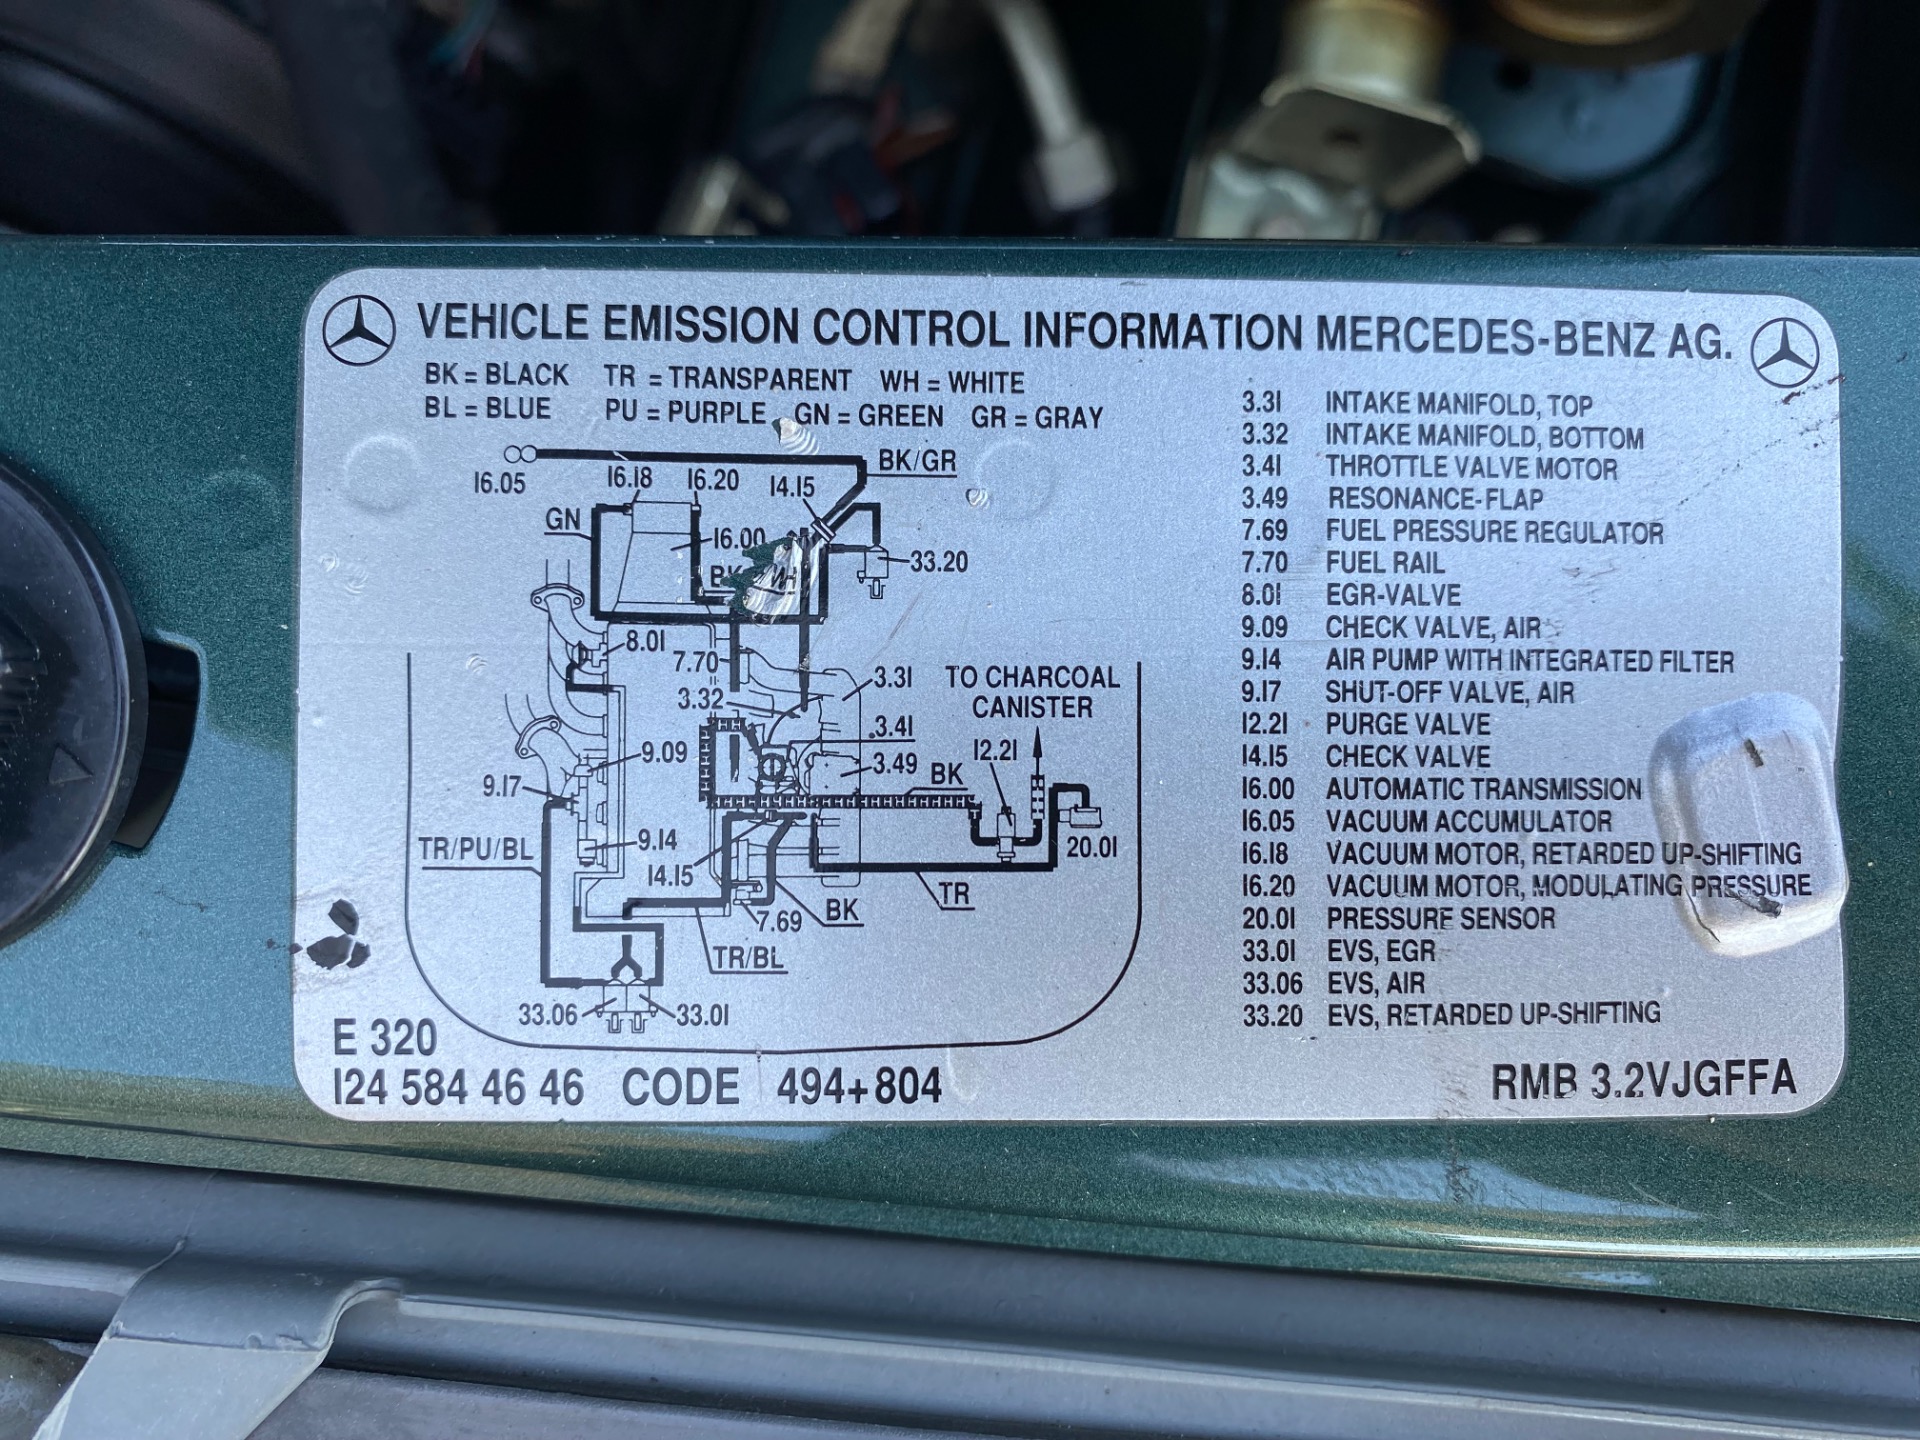 VEHICLE EMISSION CONTROL INFORMATION MERCEDES-BENZ AG.
BK = BLACK TR = TRANSPARENT WH = WHITE
BL = BLUE PU = PURPLE GN = GREEN GR = GRAY
16.05
16.18
16.20
14.15
BK/GR
GN
16.00
33.20
8.01
7.70
3.32
3.31
TO CHARCOAL
CANISTER
3.41
12.21
9.09
3.49
BK
9.17
TR/PU/BL
9.14
14.15
20.01
TR
7.69
BK
TR/BL
33.06
33.01
3.31 INTAKE MANIFOLD, TOP
3.32 INTAKE MANIFOLD, BOTTOM
3.41 THROTTLE VALVE MOTOR
3.49 RESONANCE-FLAP
7.69 FUEL PRESSURE REGULATOR
7.70 FUEL RAIL
8.01 EGR-VALVE
9.09 CHECK VALVE, AIR
9.14 AIR PUMP WITH INTEGRATED FILTER
9.17 SHUT-OFF VALVE, AIR
12.21 PURGE VALVE
14.15 CHECK VALVE
16.00 AUTOMATIC TRANSMISSION
16.05 VACUUM ACCUMULATOR
16.18 VACUUM MOTOR, RETARDED UP-SHIFTING
16.20 VACUUM MOTOR, MODULATING PRESSURE
20.01 PRESSURE SENSOR
33.01 EVS, EGR
33.06 EVS, AIR
33.20 EVS, RETARDED UP-SHIFTING
E 320
124 584 46 46 CODE 494+804
RMB 3.2VJGFFA